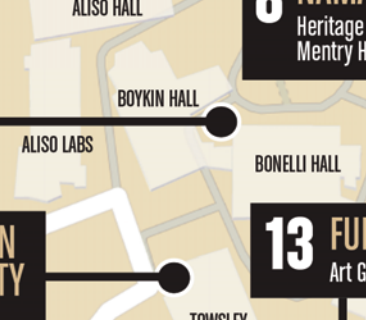 ALISO HALL
Heritage
Mentry H
BOYKIN HALL
ALISO LABS
BONELLI HALL
13
Art G
TOWSLEY